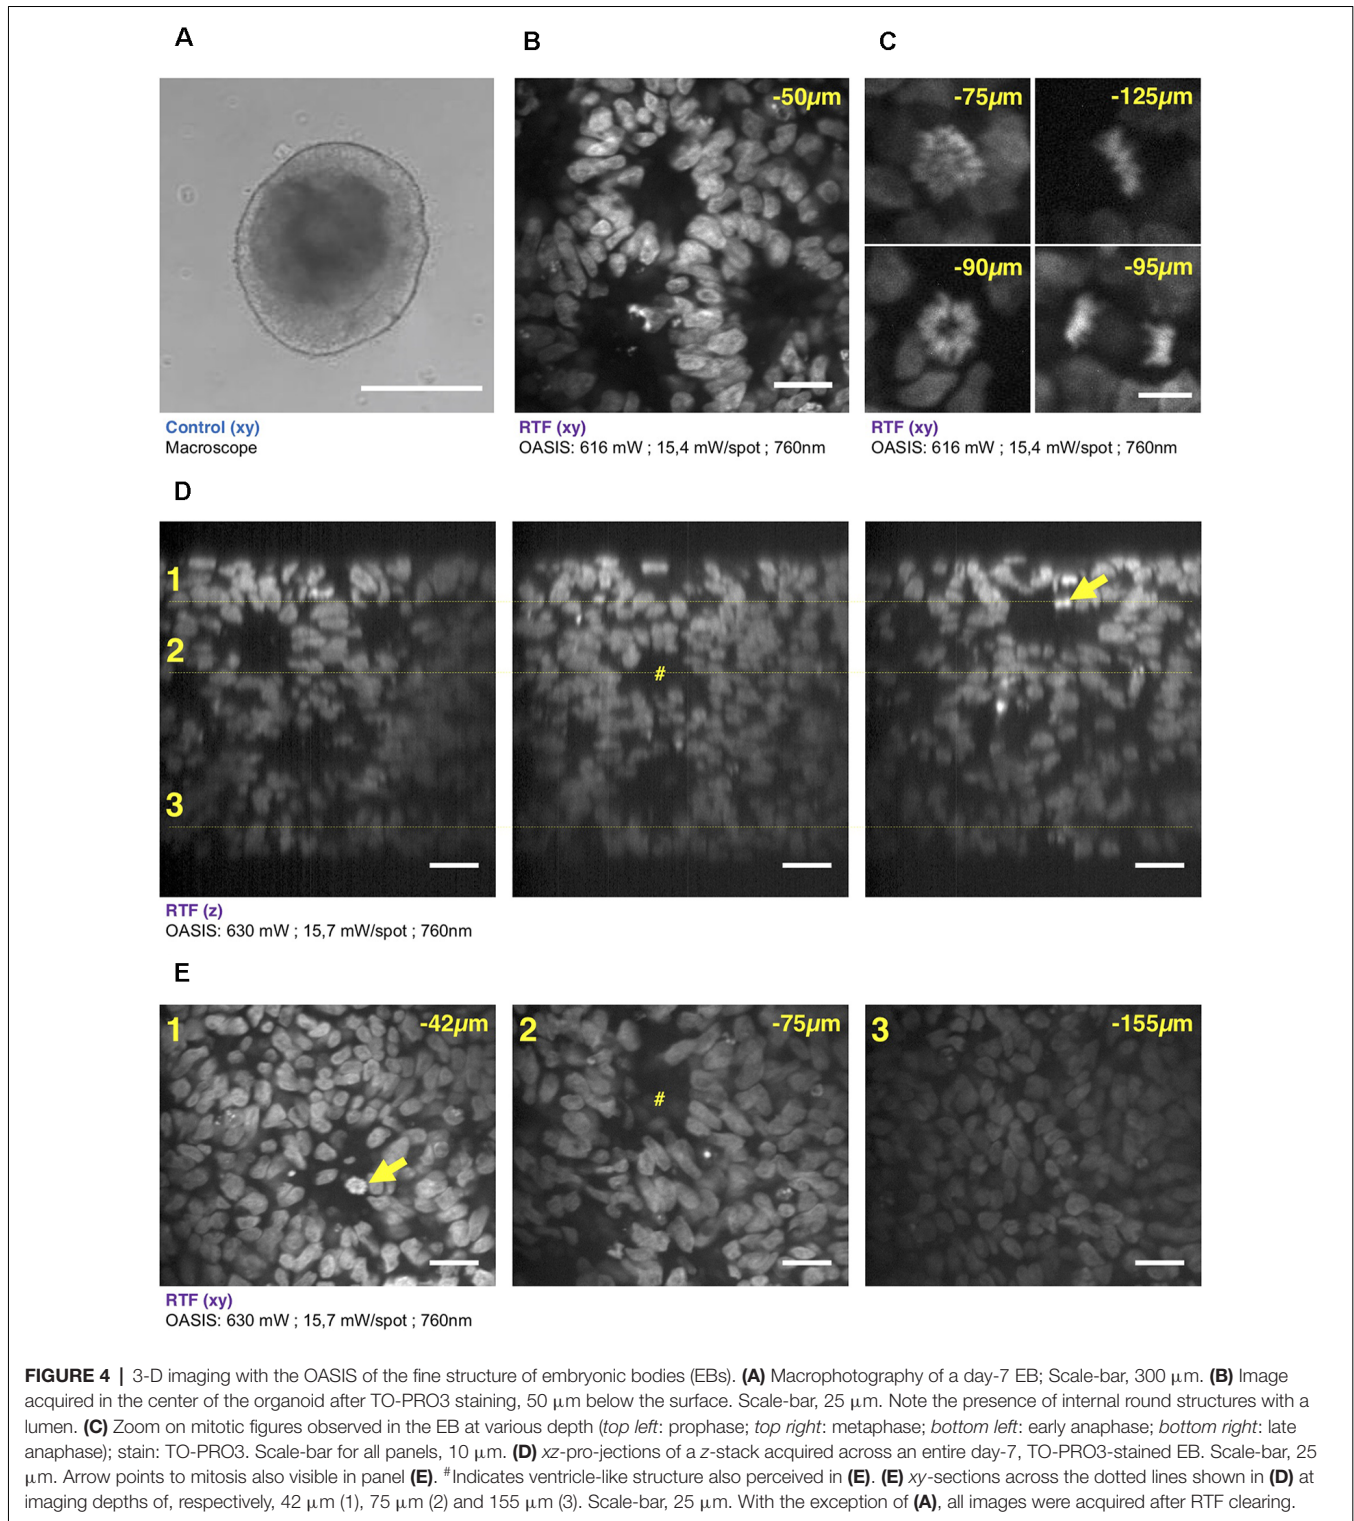 A
B
C
-50µm
-75µm
-125µm
-90µm
-95µm
Control (xy)
Macroscope
RTF (xy)
OASIS: 616 mW ; 15,4 mW/spot ; 760nm
RTF (xy)
OASIS: 616 mW ; 15,4 mW/spot ; 760nm
D
1
2
3
#
RTF (z)
OASIS: 630 mW ; 15,7 mW/spot ; 760nm
E
1
-42µm
2
-75µm
3
-155µm
#
RTF (xy)
OASIS: 630 mW ; 15,7 mW/spot ; 760nm
FIGURE 4 | 3-D imaging with the OASIS of the fine structure of embryonic bodies (EBs). (A) Macrophotography of a day-7 EB; Scale-bar, 300 µm. (B) Image
acquired in the center of the organoid after TO-PRO3 staining, 50 µm below the surface. Scale-bar, 25 µm. Note the presence of internal round structures with a
lumen. (C) Zoom on mitotic figures observed in the EB at various depth (top left: prophase; top right: metaphase; bottom left: early anaphase; bottom right: late
anaphase); stain: TO-PRO3. Scale-bar for all panels, 10 µm. (D) xz-pro-jections of a z-stack acquired across an entire day-7, TO-PRO3-stained EB. Scale-bar, 25
µm. Arrow points to mitosis also visible in panel (E). #Indicates ventricle-like structure also perceived in (E). (E) xy-sections across the dotted lines shown in (D) at
imaging depths of, respectively, 42 µm (1), 75 µm (2) and 155 µm (3). Scale-bar, 25 µm. With the exception of (A), all images were acquired after RTF clearing.